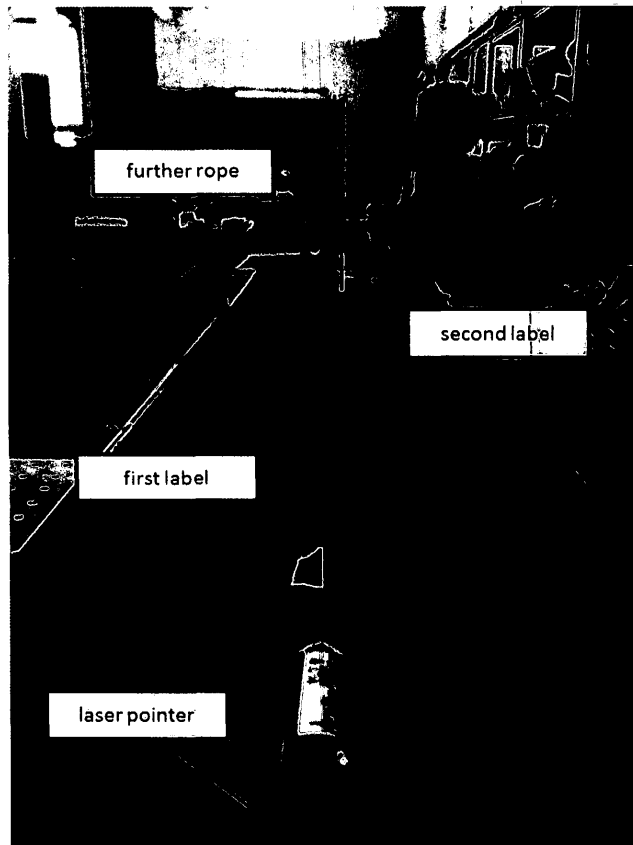 further rope
second label
first label
laser pointer